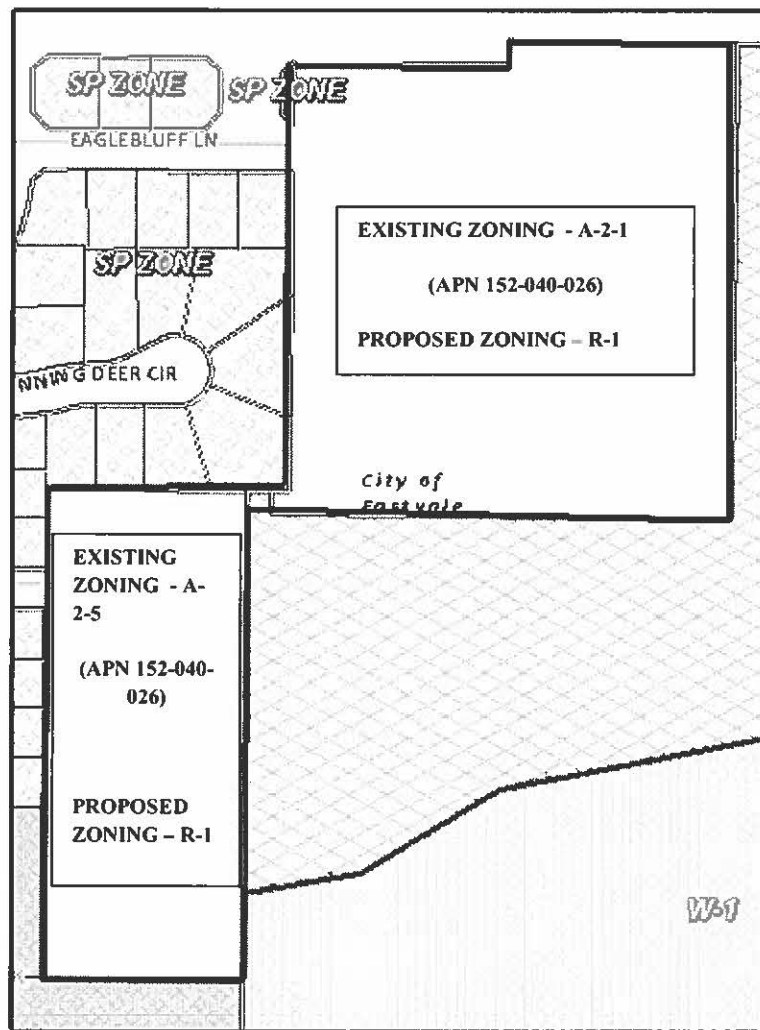 SP ZONE
SP ZONE
EAGLEBLUFF LN
SP ZONE
NNING DEER CIR
EXISTING ZONING - A-2-1
(APN 152-040-026)
PROPOSED ZONING – R-1
City of
Eastvale
EXISTING
ZONING - A-
2-5
(APN 152-040-
026)
PROPOSED
ZONING – R-1
W-1